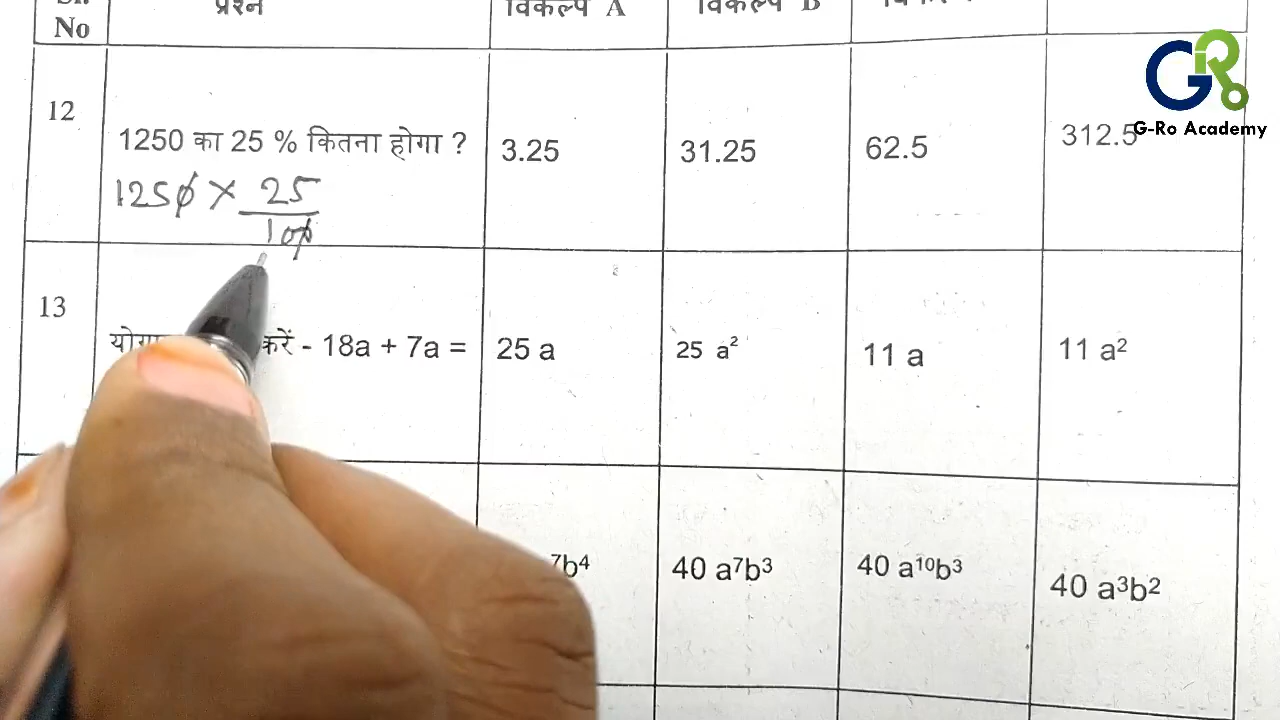 No
प्रश्न
विकल्प A
विकल्प B
G-Ro Academy
12
1250 का 25 % कितना होगा ?
3.25
31.25
62.5
312.5
1250 × 25
100
13
करें - 18a + 7a =
25 a
25 a²
11 a
11 a²
⁷b⁴
40 a⁷b³
40 a¹⁰b³
40 a³b²